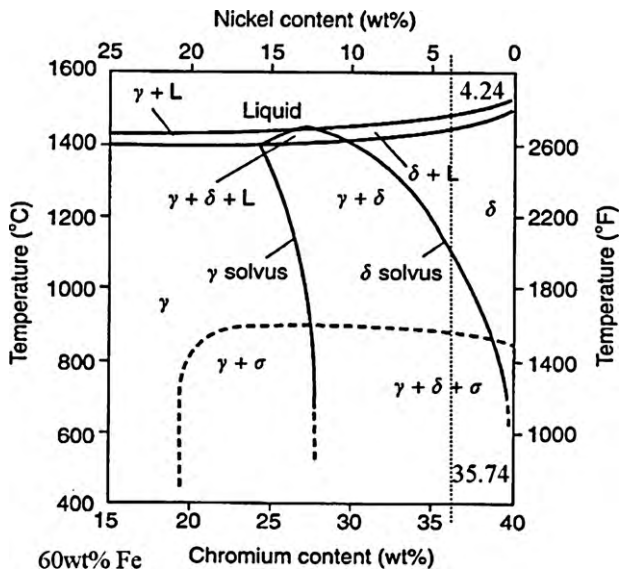 Nickel content (wt%)
25 20 15 10 5 0
1600
γ + L
Liquid
4.24
1400
2600
δ + L
γ + δ + L
γ + δ
δ
1200
2200
γ solvus
δ solvus
Temperature (°C)
Temperature (°F)
1000
1800
γ
800
1400
γ + σ
γ + δ + σ
600
1000
35.74
400
15 20 25 30 35 40
60wt% Fe
Chromium content (wt%)